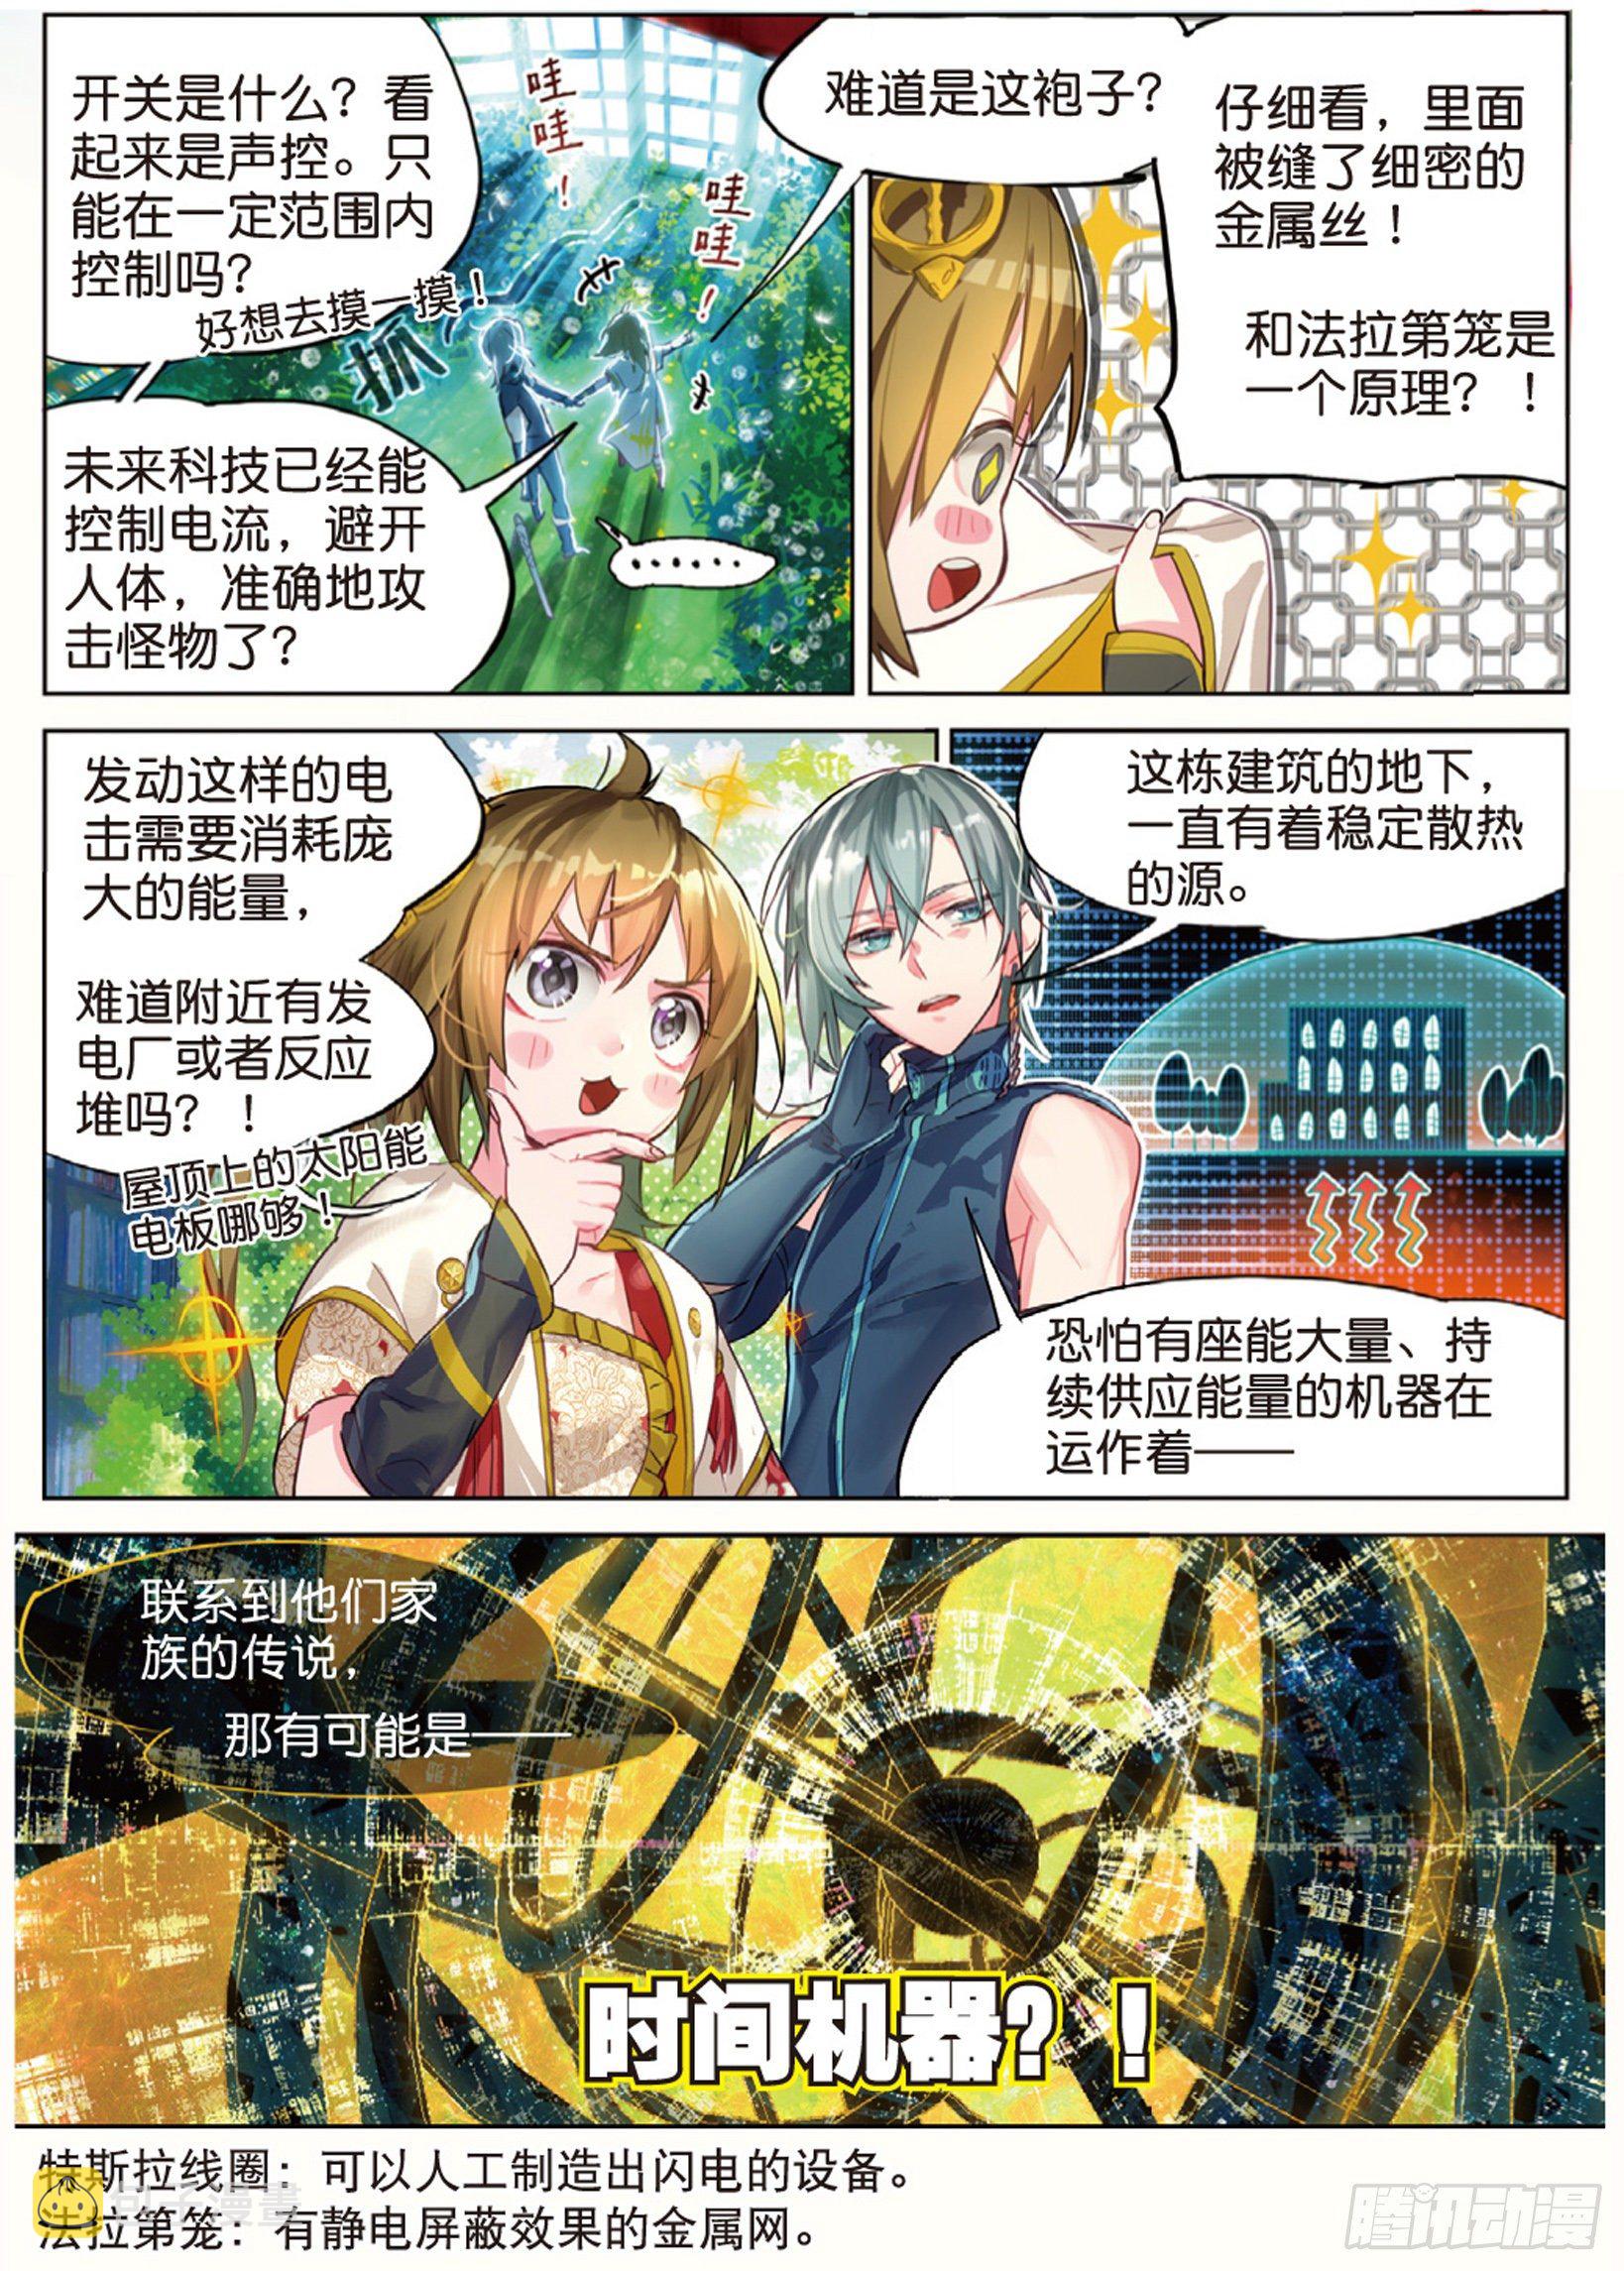 开关是什么？看
起来是声控。只
能在一定范围内
控制吗？
好想去摸一摸！
哇哇！
哇哇！
抓
未来科技已经能
控制电流，避开
人体，准确地攻
击怪物了？
……
难道是这袍子？
仔细看，里面
被缝了细密的
金属丝！
和法拉第笼是
一个原理？！
发动这样的电
击需要消耗庞
大的能量，
难道附近有发
电厂或者反应
堆吗？！
屋顶上的太阳能
电板哪够！
这栋建筑的地下，
一直有着稳定散热
的源。
恐怕有座能大量、持
续供应能量的机器在
运作着——
联系到他们家
族的传说，
那有可能是——
时间机器？！
特斯拉线圈：可以人工制造出闪电的设备。
法拉第笼：有静电屏蔽效果的金属网。
包子漫畫
腾讯动漫